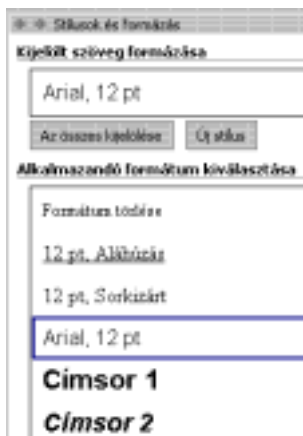 Stílusok és formázás
Kijelölt szöveg formázása
Arial, 12 pt
Az összes kijelölése
Új stílus
Alkalmazandó formátum kiválasztása
Formátum törlése
12 pt, Aláhúzás
12 pt, Sorkizárt
Arial, 12 pt
Címsor 1
Címsor 2